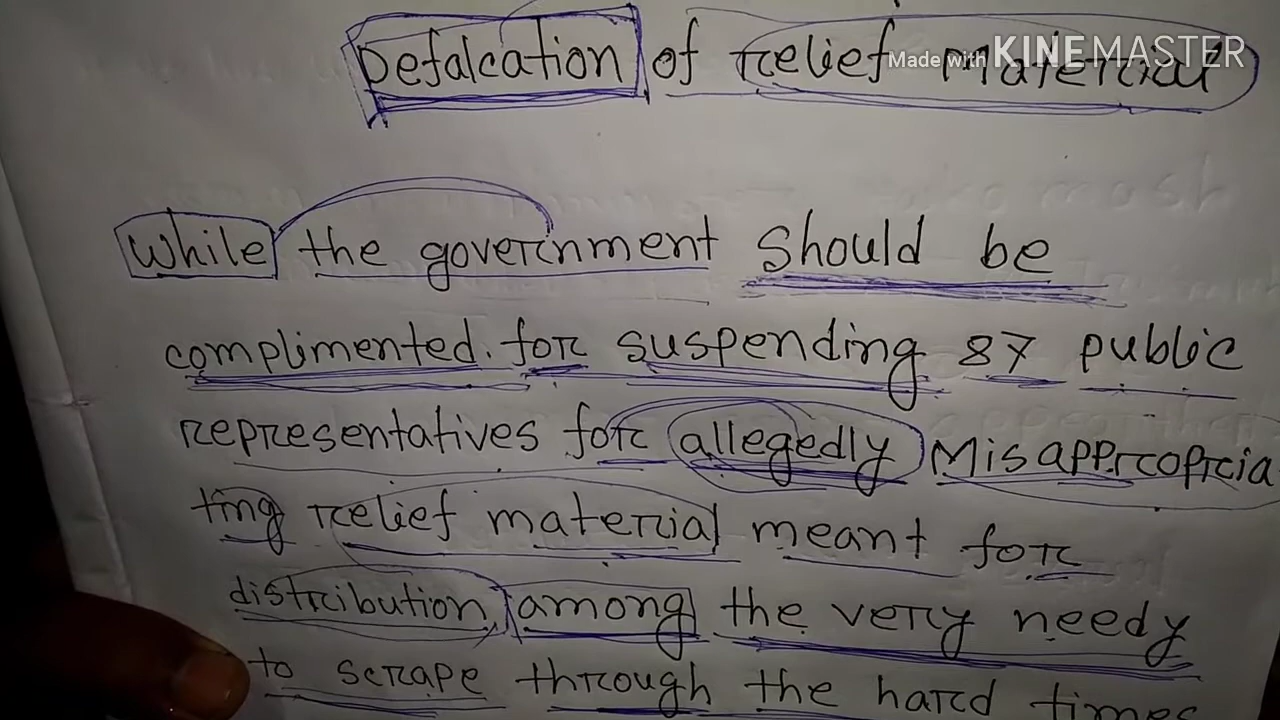 Defalcation of relief material
Made with KINEMASTER
While the government should be
complimented. for suspending 87 public
representatives for allegedly Misappropria
ting relief material meant for
distribution, among the very needy
to scrape through the hard times